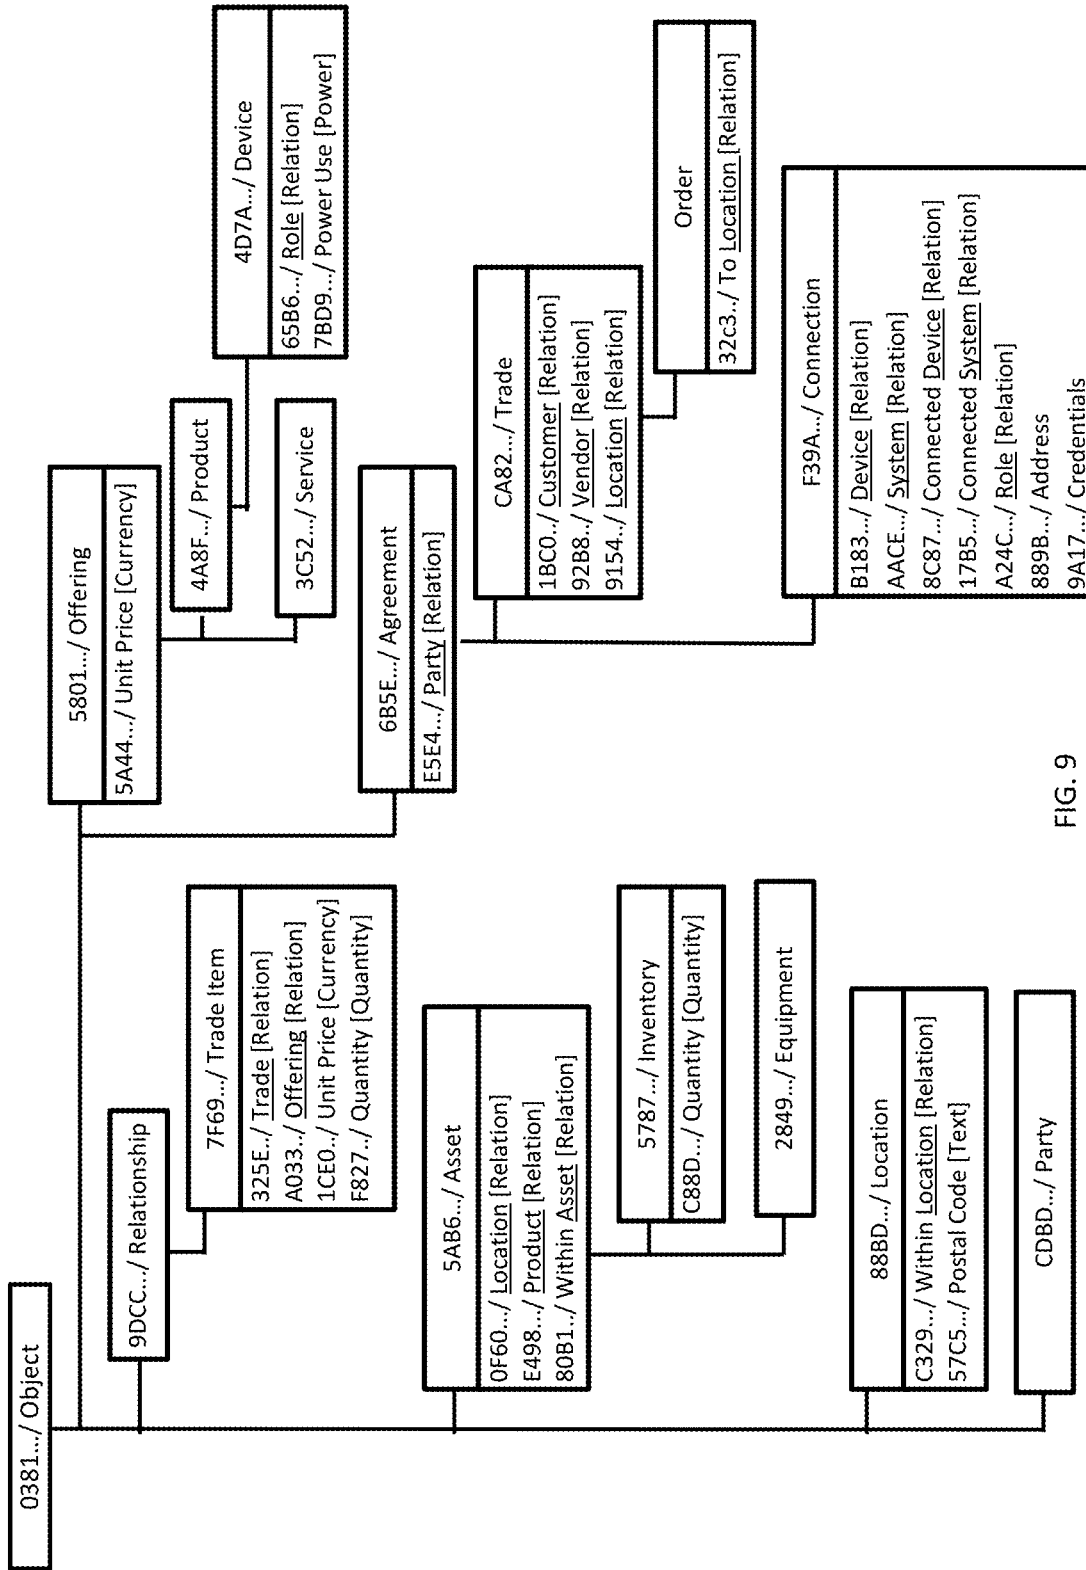 0381.../ Object
9DCC.../ Relationship
7F69.../ Trade Item
325E../ Trade [Relation]
A033../ Offering [Relation]
1CE0../ Unit Price [Currency]
F827../ Quantity [Quantity]
5AB6.../ Asset
0F60.../ Location [Relation]
E498.../ Product [Relation]
80B1../ Within Asset [Relation]
5787.../ Inventory
C88D.../ Quantity [Quantity]
2849.../ Equipment
88BD.../ Location
C329.../ Within Location [Relation]
57C5.../ Postal Code [Text]
CDBD.../ Party
5801.../ Offering
5A44.../ Unit Price [Currency]
4A8F.../ Product
4D7A.../ Device
65B6.../ Role [Relation]
7BD9.../ Power Use [Power]
3C52.../ Service
6B5E.../ Agreement
E5E4.../ Party [Relation]
CA82.../ Trade
1BC0../ Customer [Relation]
92B8../ Vendor [Relation]
9154../ Location [Relation]
Order
32c3../ To Location [Relation]
F39A.../ Connection
B183.../ Device [Relation]
AACE.../ System [Relation]
8C87.../ Connected Device [Relation]
17B5.../ Connected System [Relation]
A24C.../ Role [Relation]
889B.../ Address
9A17.../ Credentials
FIG. 9